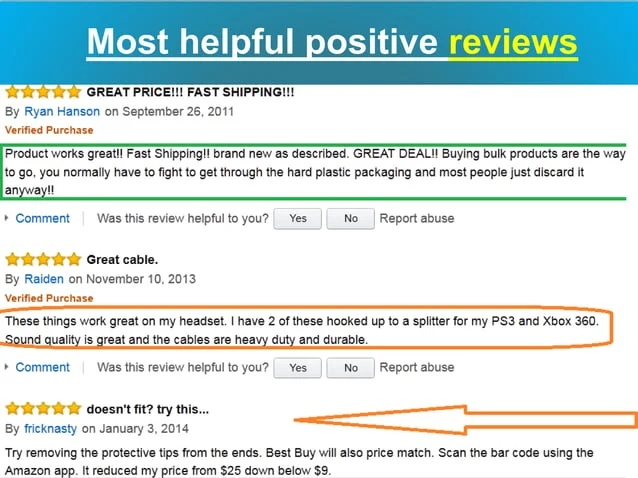 Most helpful positive reviews
GREAT PRICE!!! FAST SHIPPING!!!
By Ryan Hanson on September 26, 2011
Verified Purchase
Product works great!! Fast Shipping!! brand new as described. GREAT DEAL!! Buying bulk products are the way
to go, you normally have to fight to get through the hard plastic packaging and most people just discard it
anyway!!
Comment Was this review helpful to you? Yes No Report abuse
Great cable.
By Raiden on November 10, 2013
Verified Purchase
These things work great on my headset. I have 2 of these hooked up to a splitter for my PS3 and Xbox 360.
Sound quality is great and the cables are heavy duty and durable.
Comment Was this review helpful to you? Yes No Report abuse
doesn't fit? try this...
By fricknasty on January 3, 2014
Try removing the protective tips from the ends. Best Buy will also price match. Scan the bar code using the
Amazon app. It reduced my price from $25 down below $9.